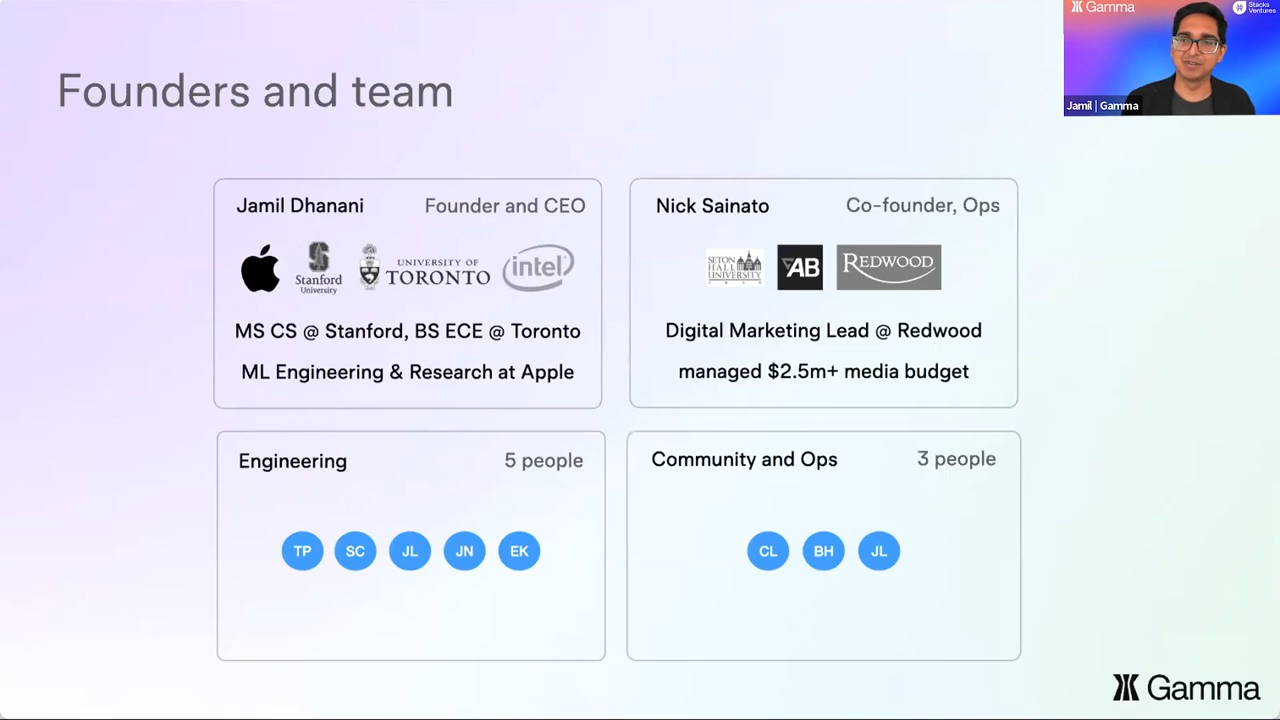 Gamma
Stacks
Ventures
Jamil | Gamma
Founders and team
Jamil Dhanani
Founder and CEO
Stanford
University
UNIVERSITY OF
TORONTO
intel
MS CS @ Stanford, BS ECE @ Toronto
ML Engineering & Research at Apple
Nick Sainato
Co-founder, Ops
SETON
HALL
UNIVERSITY
AB
REDWOOD
Digital Marketing Lead @ Redwood
managed $2.5m+ media budget
Engineering
5 people
TP SC JL JN EK
Community and Ops
3 people
CL BH JL
Gamma